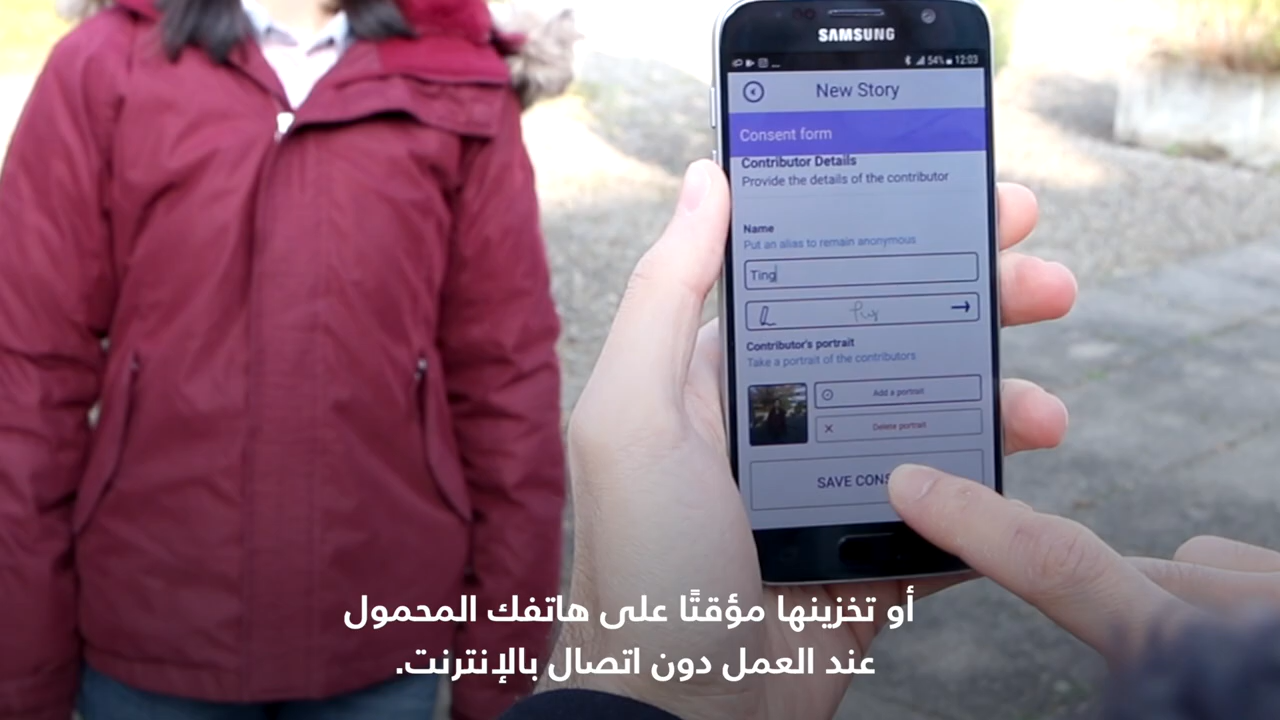 SAMSUNG
54% 12:03
New Story
Consent form
Contributor Details
Provide the details of the contributor
Name
Put an alias to remain anonymous
Ting
Contributor's portrait
Take a portrait of the contributors
Add a portrait
Delete portrait
SAVE CONS
أو تخزينها مؤقتًا على هاتفك المحمول
عند العمل دون اتصال بالإنترنت.